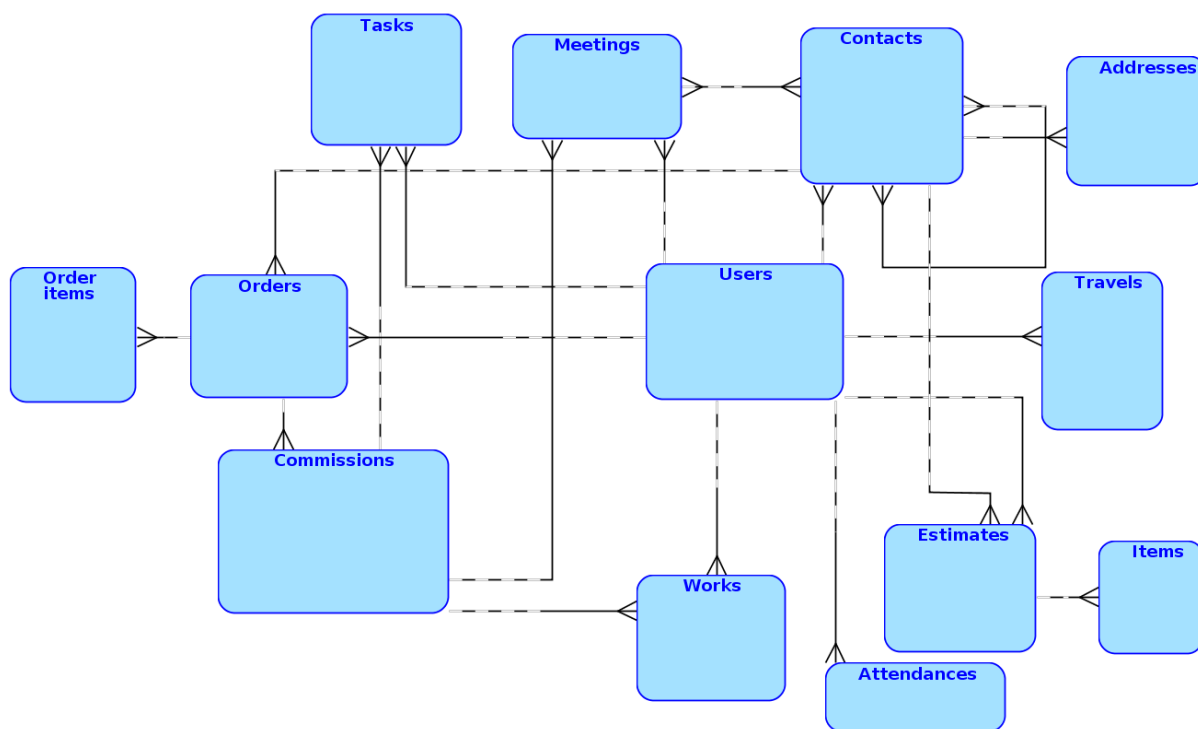 Tasks
Meetings
Contacts
Addresses
Order
items
Orders
Users
Travels
Commissions
Estimates
Items
Works
Attendances